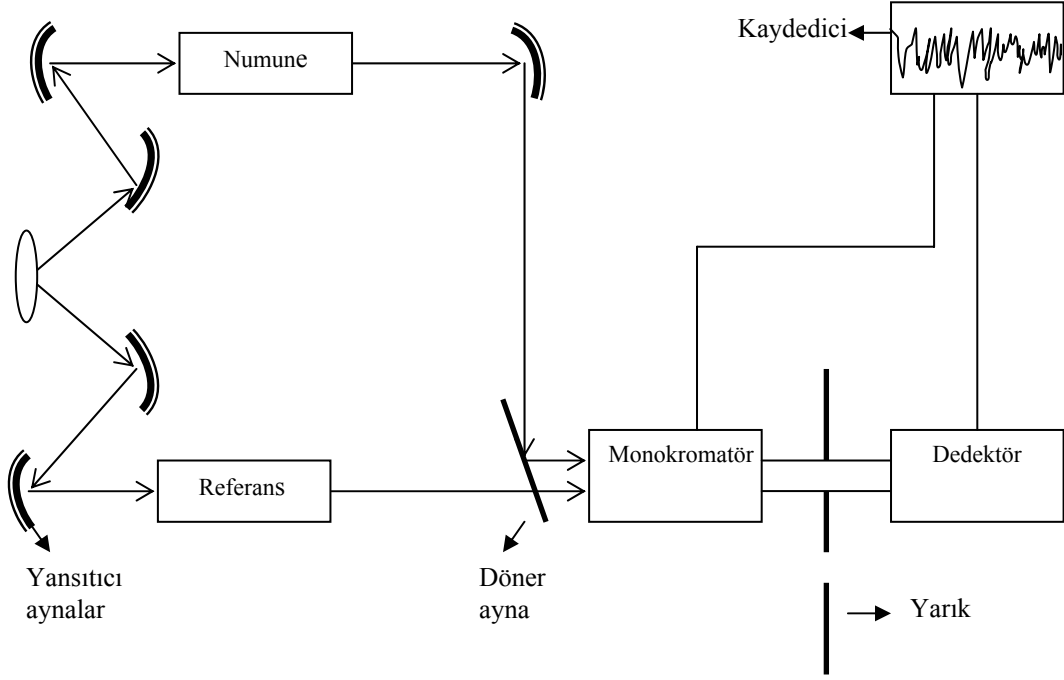 Kaydedici
Numune
Monokromatör
Dedektör
Referans
Yansıtıcı
aynalar
Döner
ayna
Yarık